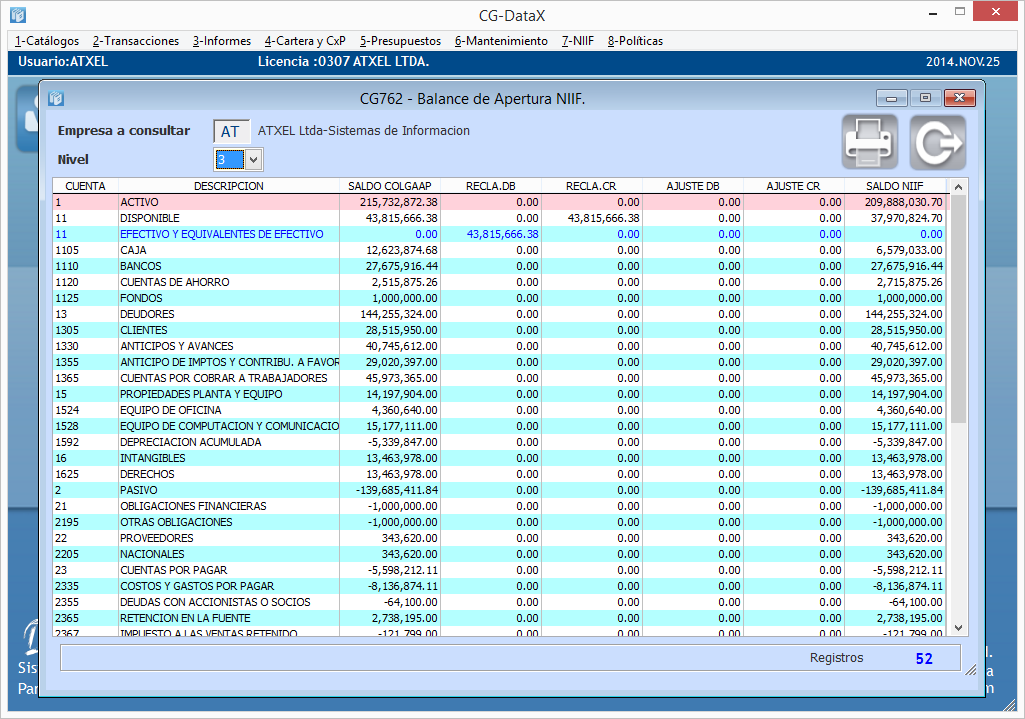 CG-DataX
1-Catálogos 2-Transacciones 3-Informes 4-Cartera y CxP 5-Presupuestos 6-Mantenimiento 7-NIIF 8-Políticas
Usuario:ATXEL Licencia :0307 ATXEL LTDA. 2014.NOV.25
CG762 - Balance de Apertura NIIF.
Empresa a consultar AT ATXEL Ltda-Sistemas de Informacion
Nivel 3
CUENTA DESCRIPCION SALDO COLGAAP RECLA.DB RECLA.CR AJUSTE DB AJUSTE CR SALDO NIIF
1 ACTIVO 215,732,872.38 0.00 0.00 0.00 0.00 209,888,030.70
11 DISPONIBLE 43,815,666.38 0.00 43,815,666.38 0.00 0.00 37,970,824.70
11 EFECTIVO Y EQUIVALENTES DE EFECTIVO 0.00 43,815,666.38 0.00 0.00 0.00 0.00
1105 CAJA 12,623,874.68 0.00 0.00 0.00 0.00 6,579,033.00
1110 BANCOS 27,675,916.44 0.00 0.00 0.00 0.00 27,675,916.44
1120 CUENTAS DE AHORRO 2,515,875.26 0.00 0.00 0.00 0.00 2,715,875.26
1125 FONDOS 1,000,000.00 0.00 0.00 0.00 0.00 1,000,000.00
13 DEUDORES 144,255,324.00 0.00 0.00 0.00 0.00 144,255,324.00
1305 CLIENTES 28,515,950.00 0.00 0.00 0.00 0.00 28,515,950.00
1330 ANTICIPOS Y AVANCES 40,745,612.00 0.00 0.00 0.00 0.00 40,745,612.00
1355 ANTICIPO DE IMPTOS Y CONTRIBU. A FAVOR 29,020,397.00 0.00 0.00 0.00 0.00 29,020,397.00
1365 CUENTAS POR COBRAR A TRABAJADORES 45,973,365.00 0.00 0.00 0.00 0.00 45,973,365.00
15 PROPIEDADES PLANTA Y EQUIPO 14,197,904.00 0.00 0.00 0.00 0.00 14,197,904.00
1524 EQUIPO DE OFICINA 4,360,640.00 0.00 0.00 0.00 0.00 4,360,640.00
1528 EQUIPO DE COMPUTACION Y COMUNICACIO 15,177,111.00 0.00 0.00 0.00 0.00 15,177,111.00
1592 DEPRECIACION ACUMULADA -5,339,847.00 0.00 0.00 0.00 0.00 -5,339,847.00
16 INTANGIBLES 13,463,978.00 0.00 0.00 0.00 0.00 13,463,978.00
1625 DERECHOS 13,463,978.00 0.00 0.00 0.00 0.00 13,463,978.00
2 PASIVO -139,685,411.84 0.00 0.00 0.00 0.00 -139,685,411.84
21 OBLIGACIONES FINANCIERAS -1,000,000.00 0.00 0.00 0.00 0.00 -1,000,000.00
2195 OTRAS OBLIGACIONES -1,000,000.00 0.00 0.00 0.00 0.00 -1,000,000.00
22 PROVEEDORES 343,620.00 0.00 0.00 0.00 0.00 343,620.00
2205 NACIONALES 343,620.00 0.00 0.00 0.00 0.00 343,620.00
23 CUENTAS POR PAGAR -5,598,212.11 0.00 0.00 0.00 0.00 -5,598,212.11
2335 COSTOS Y GASTOS POR PAGAR -8,136,874.11 0.00 0.00 0.00 0.00 -8,136,874.11
2355 DEUDAS CON ACCIONISTAS O SOCIOS -64,100.00 0.00 0.00 0.00 0.00 -64,100.00
2365 RETENCION EN LA FUENTE 2,738,195.00 0.00 0.00 0.00 0.00 2,738,195.00
2367 IMPUESTO A LAS VENTAS RETENIDO -121,799.00 0.00 0.00 0.00 0.00 -121,799.00
Registros 52
Sis l.
Par a
m